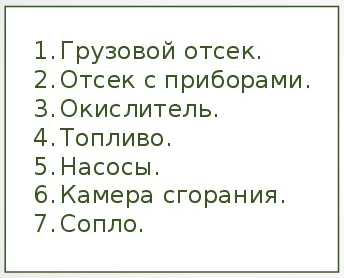 1. Грузовой отсек.
2. Отсек с приборами.
3. Окислитель.
4. Топливо.
5. Насосы.
6. Камера сгорания.
7. Сопло.